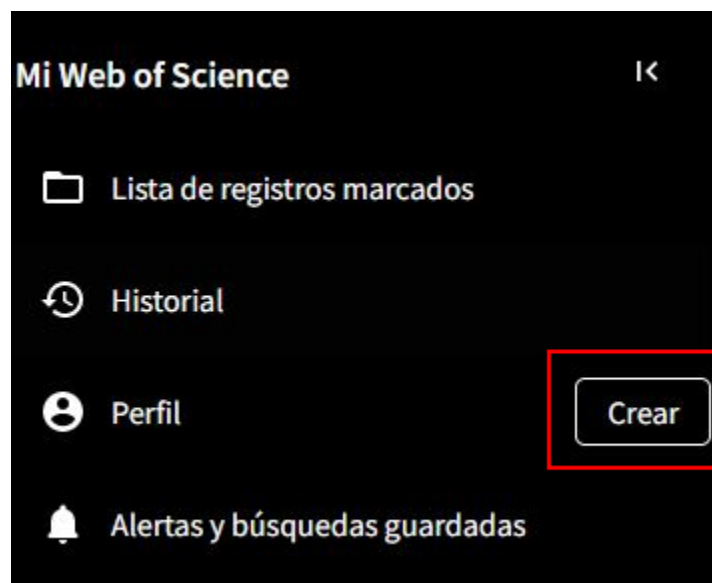 Mi Web of Science
Lista de registros marcados
Historial
Perfil
Crear
Alertas y búsquedas guardadas